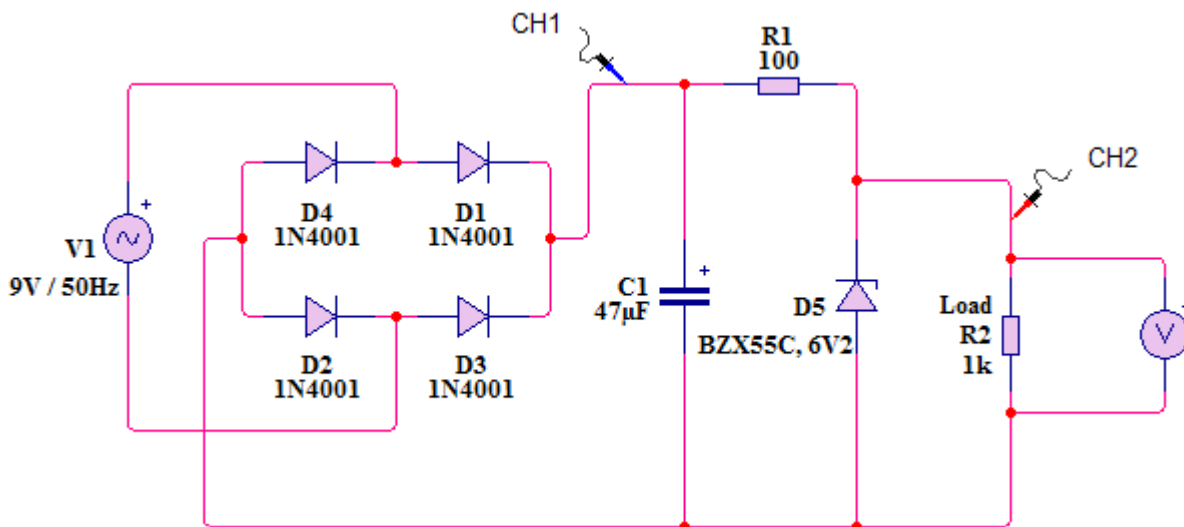 CH1
R1
100
CH2
D4
1N4001
D1
1N4001
+
V1
9V / 50Hz
+
C1
47µF
D5
BZX55C, 6V2
Load
R2
1k
V
+
D2
1N4001
D3
1N4001